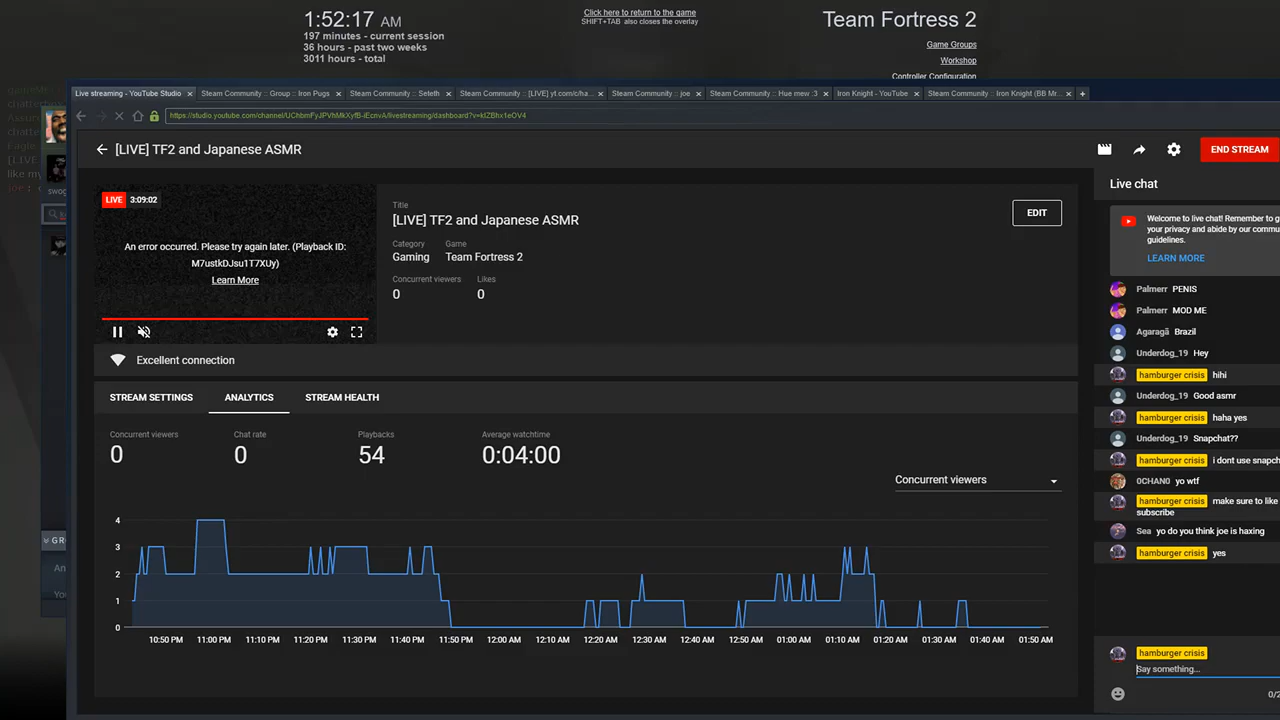 1:52:17 AM
197 minutes - current session
36 hours - past two weeks
3011 hours - total
Click here to return to the game
SHIFT+TAB also closes the overlay
Team Fortress 2
Game Groups
Workshop
Controller Configuration
Live streaming - YouTube Studio
Steam Community :: Group :: Iron Pugs
Steam Community :: Seteth
Steam Community :: [LIVE] yt.com/c/ha...
Steam Community :: joe
Steam Community :: Hue mew :3
Iron Knight - YouTube
Steam Community :: Iron Knight (BB Mr...
[LIVE] TF2 and Japanese ASMR
END STREAM
LIVE 3:09:02
An error occurred. Please try again later. (Playback ID:
M7ustkDJsu1T7XUy)
Learn More
Title
[LIVE] TF2 and Japanese ASMR
EDIT
Category Game
Gaming Team Fortress 2
Concurrent viewers Likes
0 0
Excellent connection
STREAM SETTINGS ANALYTICS STREAM HEALTH
Concurrent viewers Chat rate Playbacks Average watchtime
0 0 54 0:04:00
Concurrent viewers
4
3
2
1
0
10:50 PM 11:00 PM 11:10 PM 11:20 PM 11:30 PM 11:40 PM 11:50 PM 12:00 AM 12:10 AM 12:20 AM 12:30 AM 12:40 AM 12:50 AM 01:00 AM 01:10 AM 01:20 AM 01:30 AM 01:40 AM 01:50 AM
Live chat
Welcome to live chat! Remember to g
your privacy and abide by our commu
guidelines.
LEARN MORE
Palmerr PENIS
Palmerr MOD ME
Agaragã Brazil
Underdog_19 Hey
hamburger crisis hihi
Underdog_19 Good asmr
hamburger crisis haha yes
Underdog_19 Snapchat??
hamburger crisis i dont use snapch
0CHAN0 yo wtf
hamburger crisis make sure to like
subscribe
Sea yo do you think joe is haxing
hamburger crisis yes
hamburger crisis
Say something...